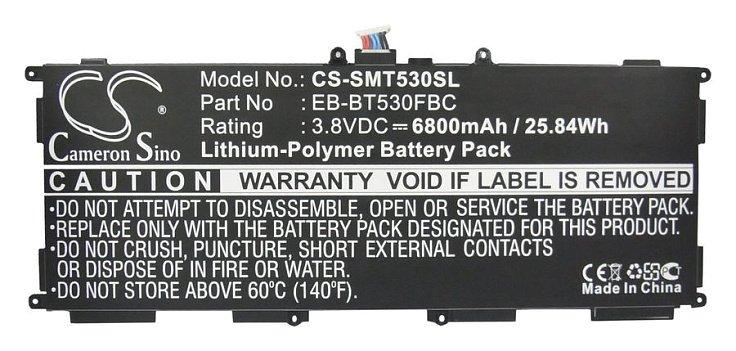 CS
Cameron Sino
Model No.: CS-SMT530SL
Part No : EB-BT530FBC
Rating : 3.8VDC⎓6800mAh / 25.84Wh
Lithium-Polymer Battery Pack
CAUTION WARRANTY VOID IF LABEL IS REMOVED
•DO NOT ATTEMPT TO DISASSEMBLE, OPEN OR SERVICE THE BATTERY PACK.
•REPLACE ONLY WITH THE BATTERY PACK DESIGNATED FOR THIS
•DO NOT CRUSH, PUNCTURE, SHORT EXTERNAL CONTACTS
OR DISPOSE OF IN FIRE OR WATER.
•DO NOT STORE ABOVE 60°C (140°F).
CE
Made In China